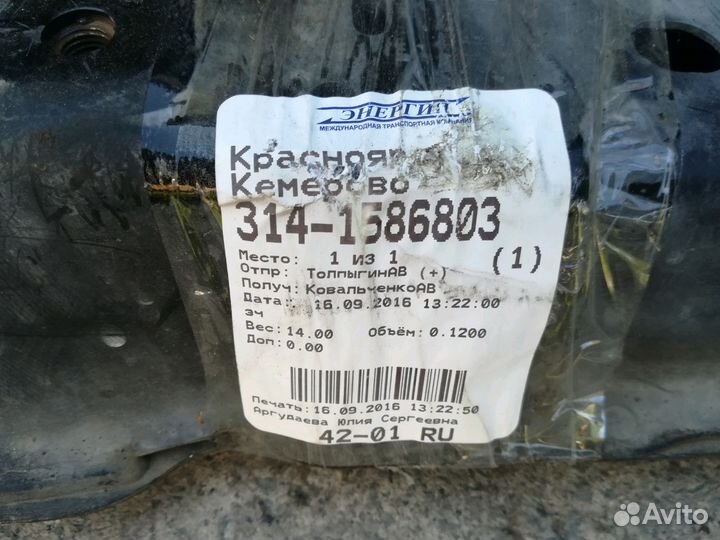 ЭНЕРГИЯ
МЕЖДУНАРОДНАЯ ТРАНСПОРТНАЯ КОМПАНИЯ
Кемерово
314-1586803
Место: 1 из 1 (1)
Отпр: ТолпыгинАВ (+)
Получ: КовальченкоАВ
Дата: 16.09.2016 13:22:00
зч
Вес: 14.00 Объём: 0.1200
Доп: 0.00
Печать: 16.09.2016 13:22:50
Аргудаева Юлия Сергеевна
42-01 RU
Avito